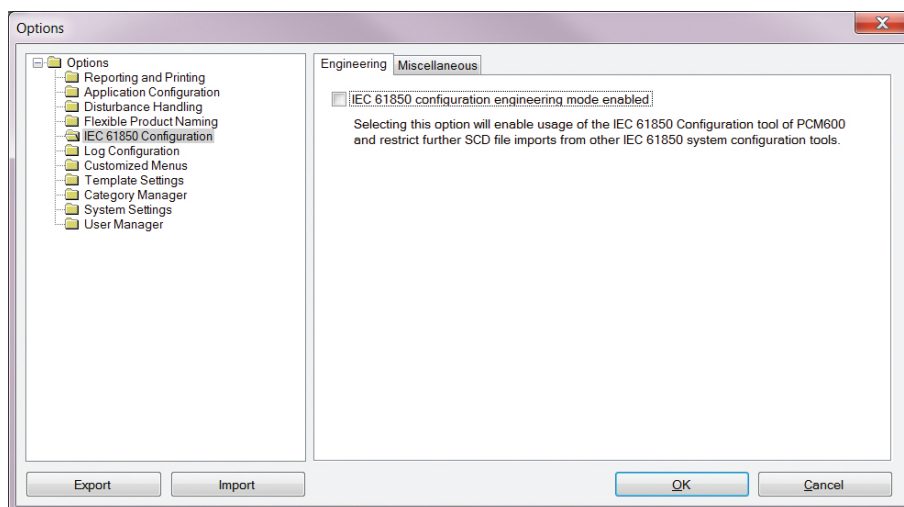 Options
Options
Reporting and Printing
Application Configuration
Disturbance Handling
Flexible Product Naming
IEC 61850 Configuration
Log Configuration
Customized Menus
Template Settings
Category Manager
System Settings
User Manager
Engineering
Miscellaneous
IEC 61850 configuration engineering mode enabled
Selecting this option will enable usage of the IEC 61850 Configuration tool of PCM600
and restrict further SCD file imports from other IEC 61850 system configuration tools.
Export
Import
OK
Cancel